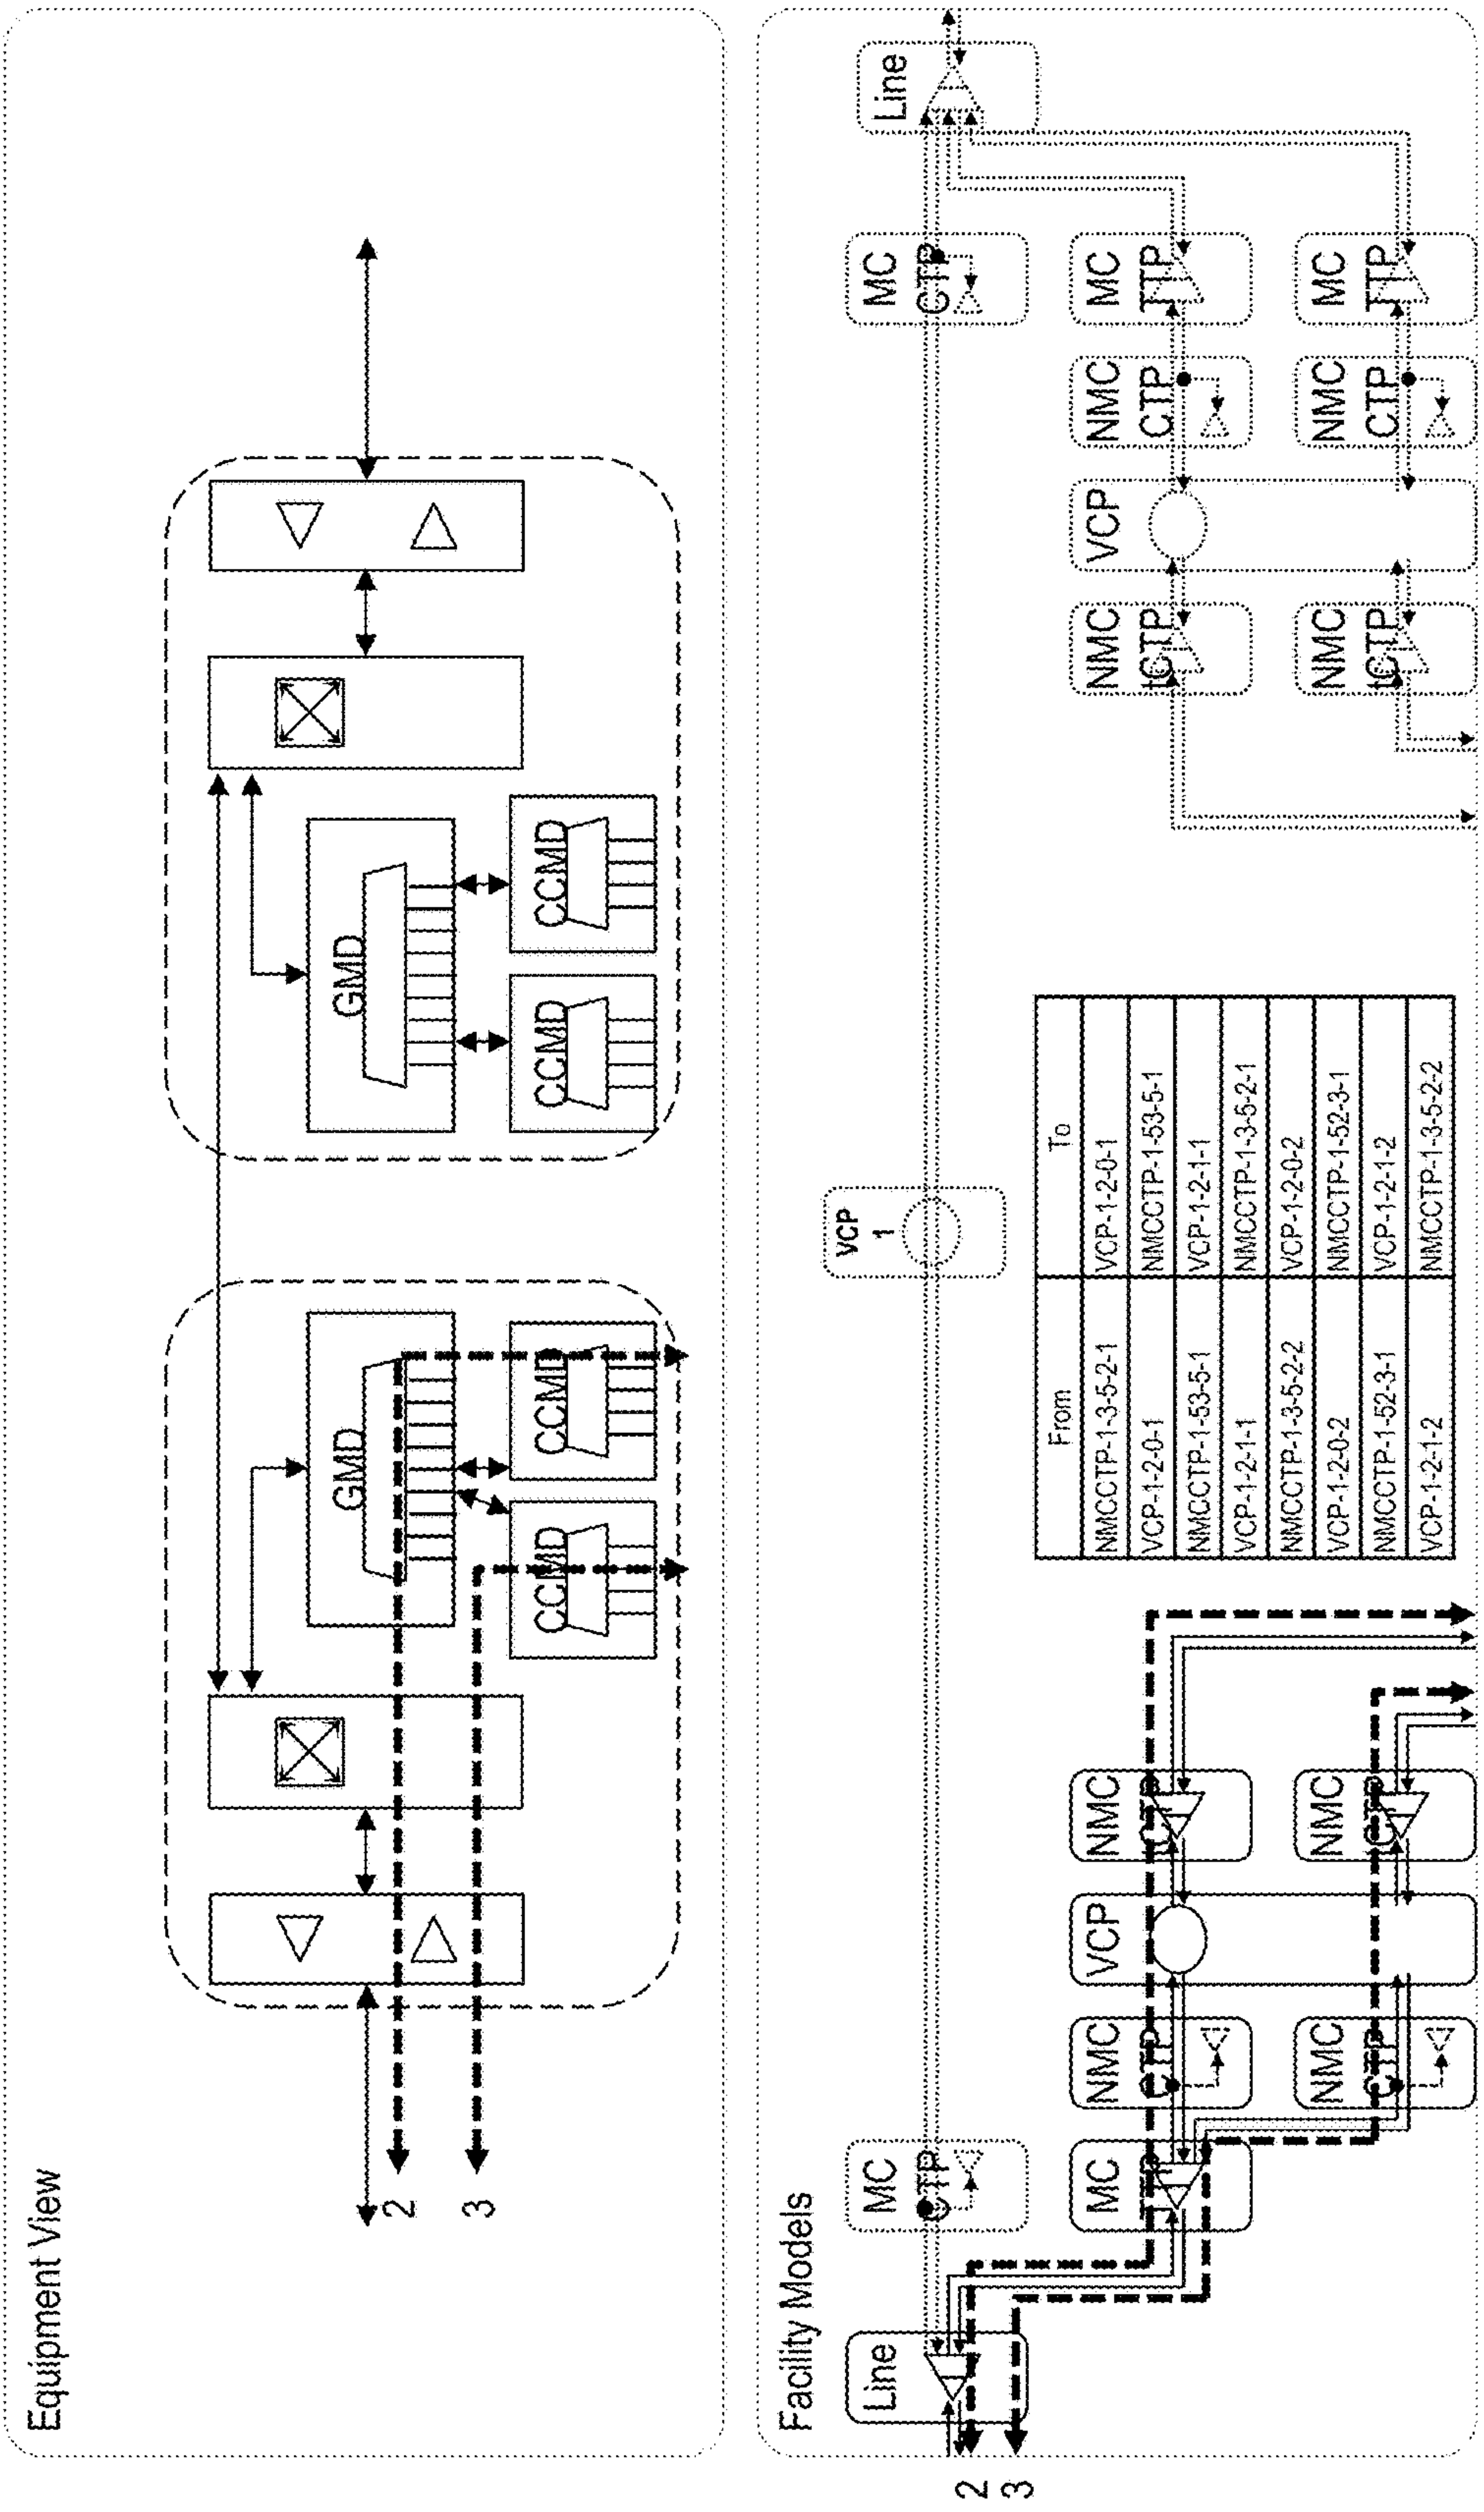 Equipment View
GMD
GMD
2
3
CCMD
CCMD
CCMD
CCMD
Facility Models
Line
MC
CTP
VCP
1
MC
CTP
Line
2
3
MC
TTP
NMC
CTP
VCP
NMC
CTP
NMC
tCTP
VCP
NMC
CTP
MC
TTP
From To
NMCCTP-1-3-5-2-1 VCP-1-2-0-1
VCP-1-2-0-1 NMCCTP-1-53-5-1
NMCCTP-1-53-5-1 VCP-1-2-1-1
VCP-1-2-1-1 NMCCTP-1-3-5-2-1
NMCCTP-1-3-5-2-2 VCP-1-2-0-2
VCP-1-2-0-2 NMCCTP-1-52-3-1
NMCCTP-1-52-3-1 VCP-1-2-1-2
VCP-1-2-1-2 NMCCTP-1-3-5-2-2
NMC
CTP
NMC
CTP
NMC
tCTP
NMC
CTP
MC
TTP